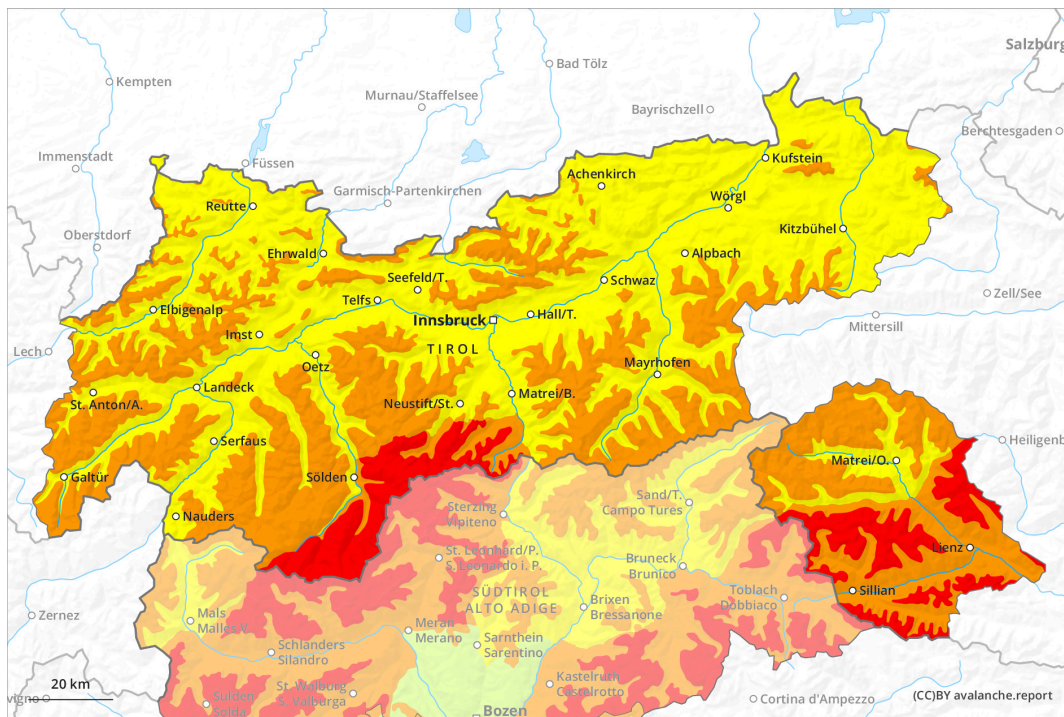 Salzburg
Kempten
Bad Tölz
Murnau/Staffelsee
Bayrischzell
Berchtesgaden
Immenstadt
Füssen
Kufstein
Achenkirch
Garmisch-Partenkirchen
Reutte
Wörgl
Oberstdorf
Kitzbühel
Ehrwald
Alpbach
Seefeld/T.
Schwaz
Zell/See
Telfs
Elbigenalp
Innsbruck
Hall/T.
Mittersill
Imst
TIROL
Lech
Oetz
Mayrhofen
Landeck
St. Anton/A.
Neustift/St.
Matrei/B.
Serfaus
Heiligenb
Matrei/O.
Galtür
Sölden
Sand/T.
Campo Tures
Sterzing
Vipiteno
Nauders
Lienz
St. Leonhard/P.
S. Leonardo i. P.
Bruneck
Brunico
SÜDTIROL
ALTO ADIGE
Toblach
Dobbiaco
Sillian
Zernez
Mals
Malles V.
Brixen
Bressanone
Meran
Merano
Schlanders
Silandro
Sarnthein
Sarentino
20 km
St. Walburg
S. Valburga
Kastelruth
Castelrotto
vigno
Sulden
Solda
Cortina d'Ampezzo
(CC)BY avalanche.report
Bozen